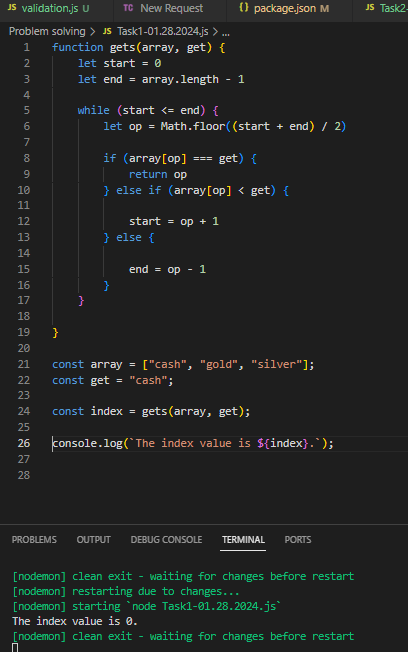 JS validation.js U
TC New Request
{} package.json M
JS Task2-
Problem solving > JS Task1-01.28.2024.js > ...
1 function gets(array, get) {
2 let start = 0
3 let end = array.length - 1
4
5 while (start <= end) {
6 let op = Math.floor((start + end) / 2)
7
8 if (array[op] === get) {
9 return op
10 } else if (array[op] < get) {
11
12 start = op + 1
13 } else {
14
15 end = op - 1
16 }
17 }
18
19 }
20
21 const array = ["cash", "gold", "silver"];
22 const get = "cash";
23
24 const index = gets(array, get);
25
26 console.log(`The index value is ${index}.`);
27
28
PROBLEMS OUTPUT DEBUG CONSOLE TERMINAL PORTS
[nodemon] clean exit - waiting for changes before restart
[nodemon] restarting due to changes...
[nodemon] starting `node Task1-01.28.2024.js`
The index value is 0.
[nodemon] clean exit - waiting for changes before restart